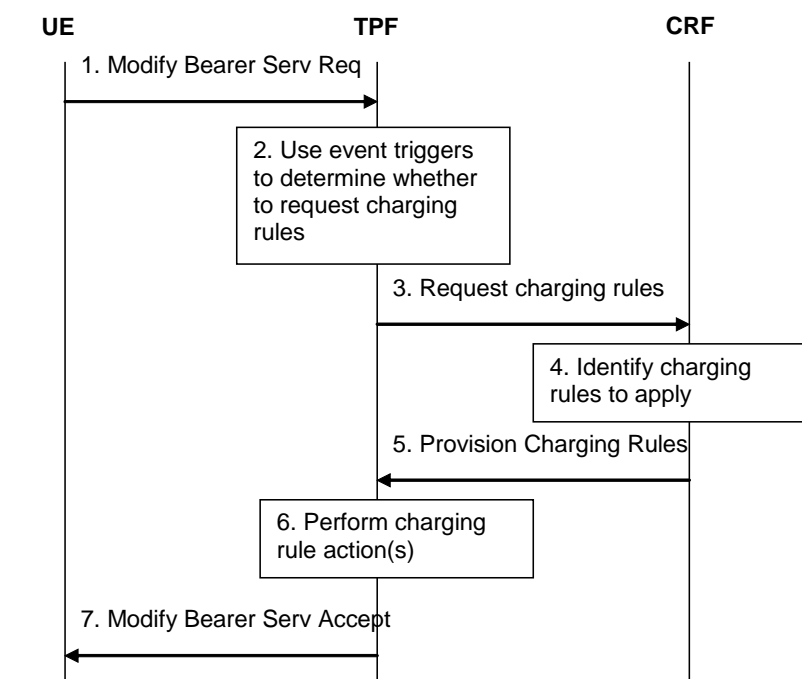 UE TPF CRF
1. Modify Bearer Serv Req
2. Use event triggers
to determine whether
to request charging
rules
3. Request charging rules
4. Identify charging
rules to apply
5. Provision Charging Rules
6. Perform charging
rule action(s)
7. Modify Bearer Serv Accept